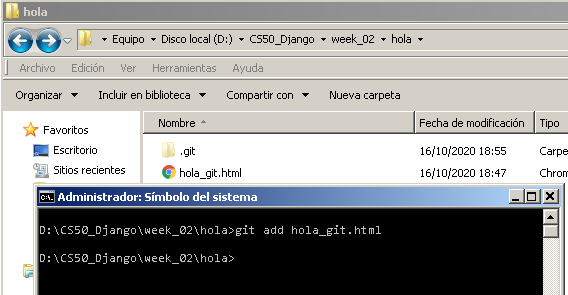 hola
Equipo Disco local (D:) CS50_Django week_02 hola
Archivo Edición Ver Herramientas Ayuda
Organizar Incluir en biblioteca Compartir con Nueva carpeta
Favoritos
Escritorio
Sitios recientes
Nombre Fecha de modificación Tipo
.git 16/10/2020 18:55 Carpe
hola_git.html 16/10/2020 18:47 Chrom
Administrador: Símbolo del sistema
D:\CS50_Django\week_02\hola>git add hola_git.html
D:\CS50_Django\week_02\hola>